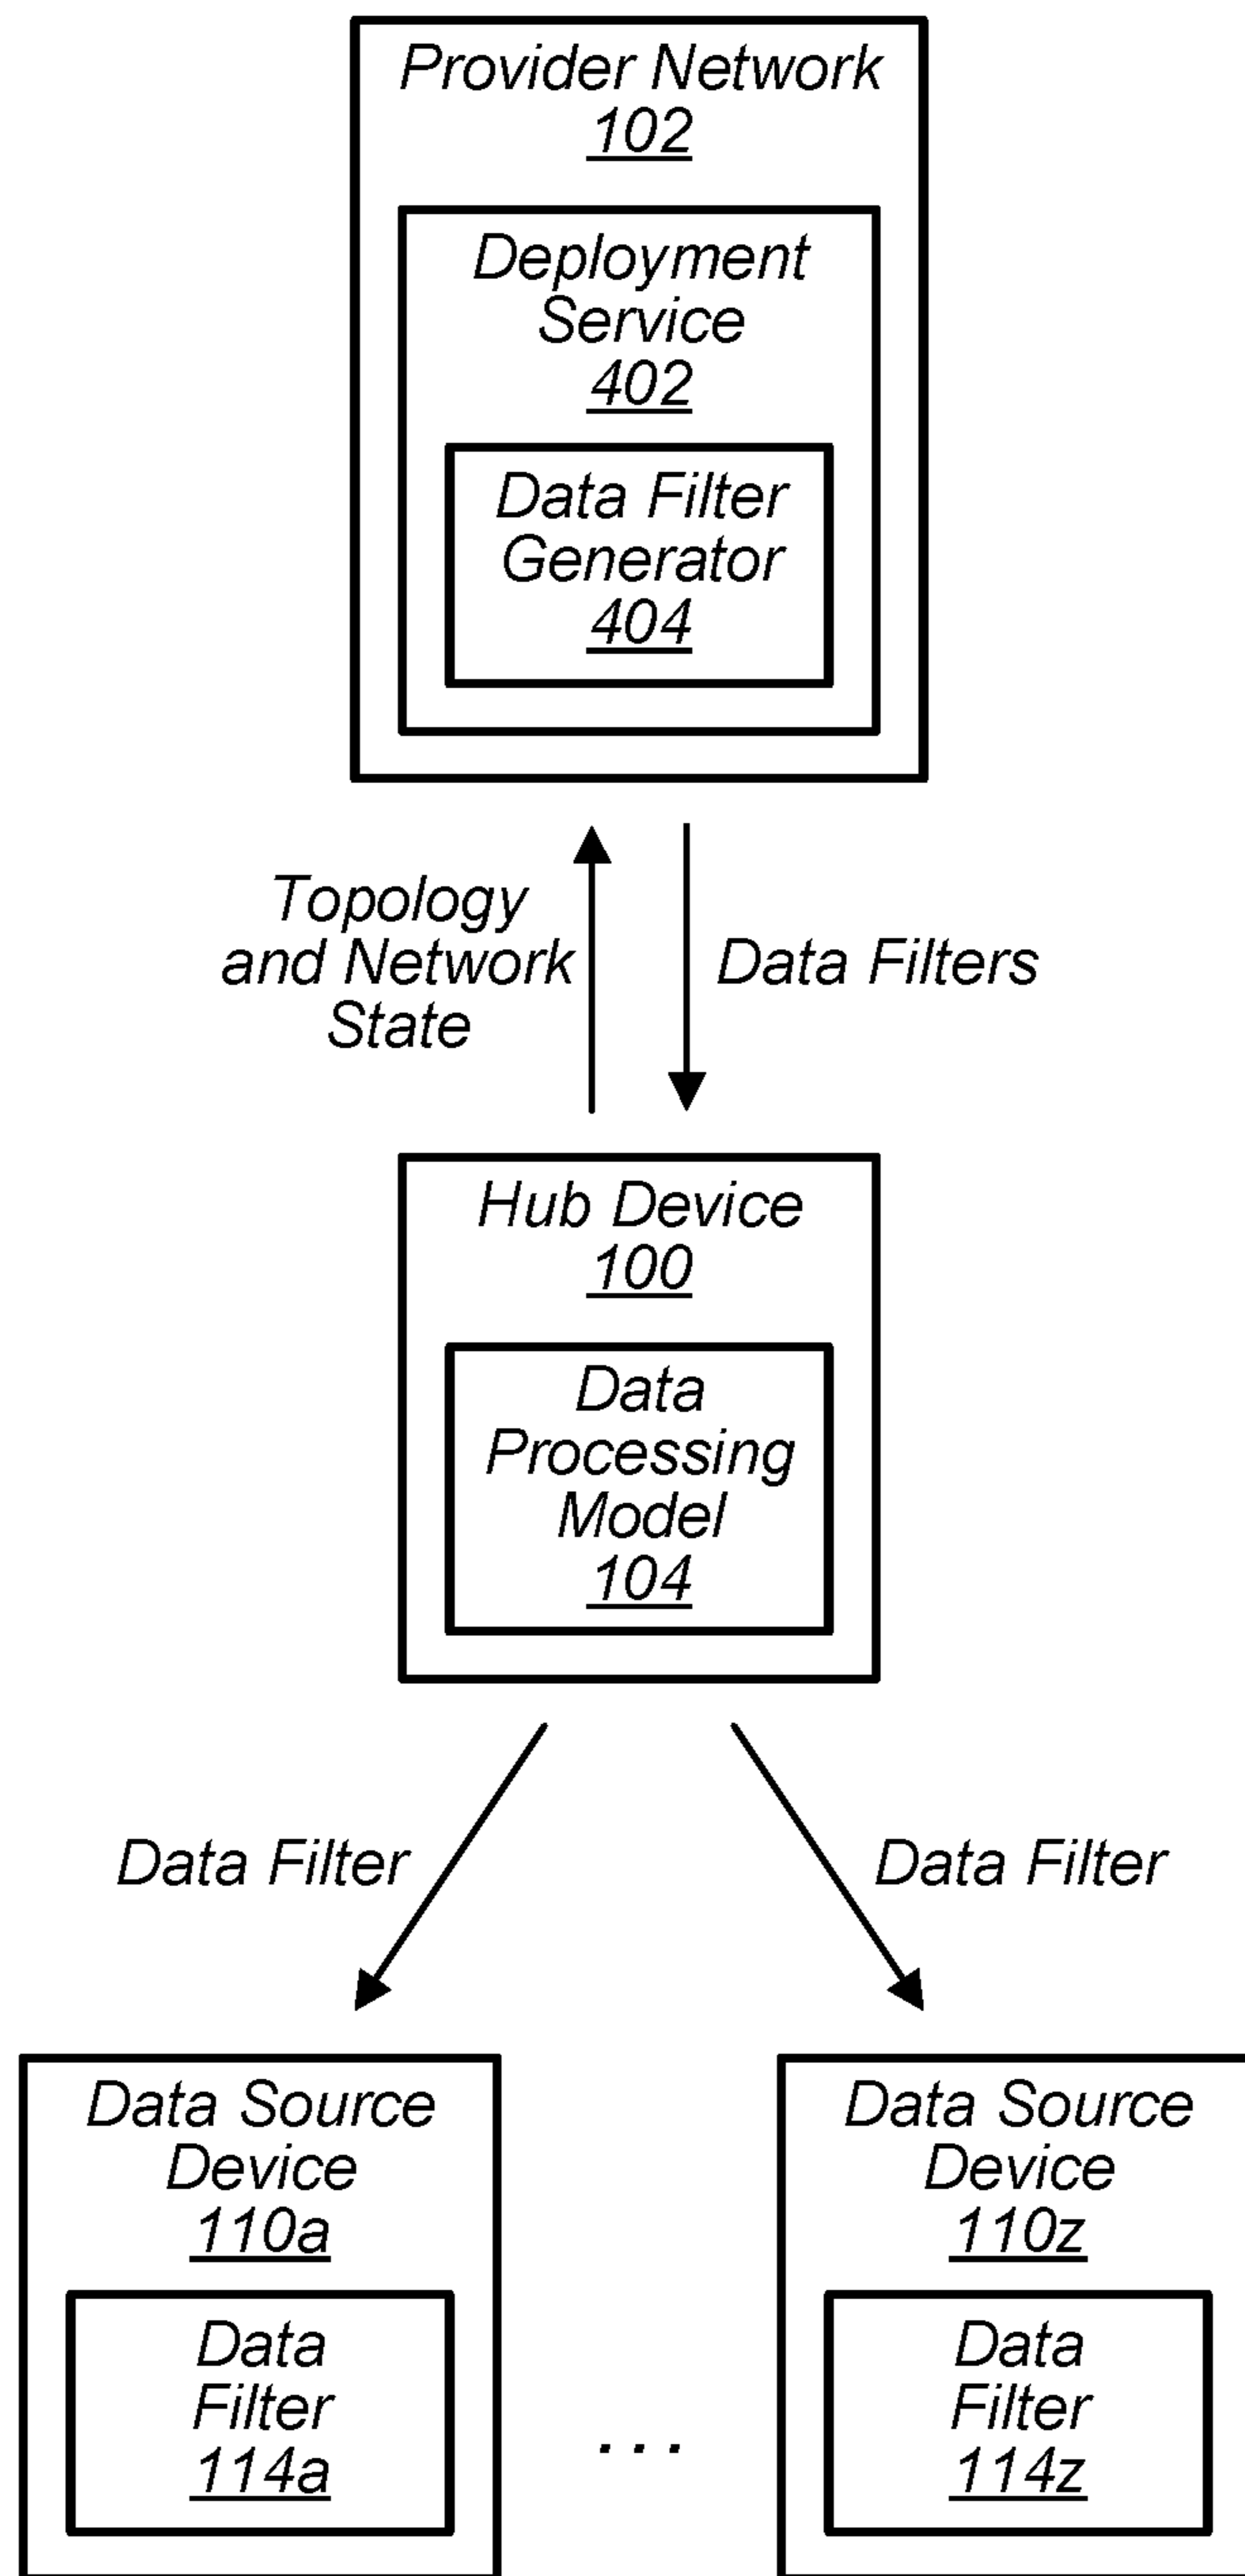 Provider Network
102
Deployment
Service
402
Data Filter
Generator
404
Topology
and Network
State
Data Filters
Hub Device
100
Data
Processing
Model
104
Data Filter
Data Filter
Data Source
Device
110a
Data
Filter
114a
...
Data Source
Device
110z
Data
Filter
114z